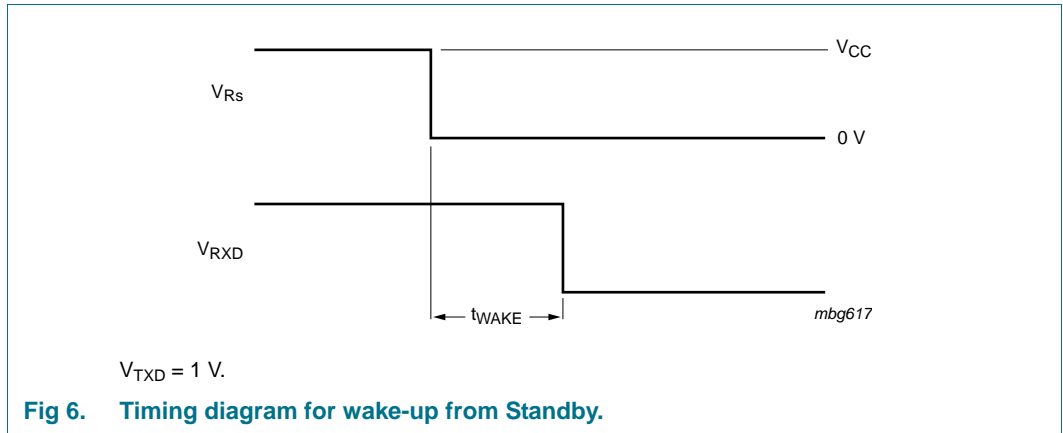 VCC
VRs
0 V
VRXD
tWAKE
mbg617
VTXD = 1 V.
Fig 6. Timing diagram for wake-up from Standby.